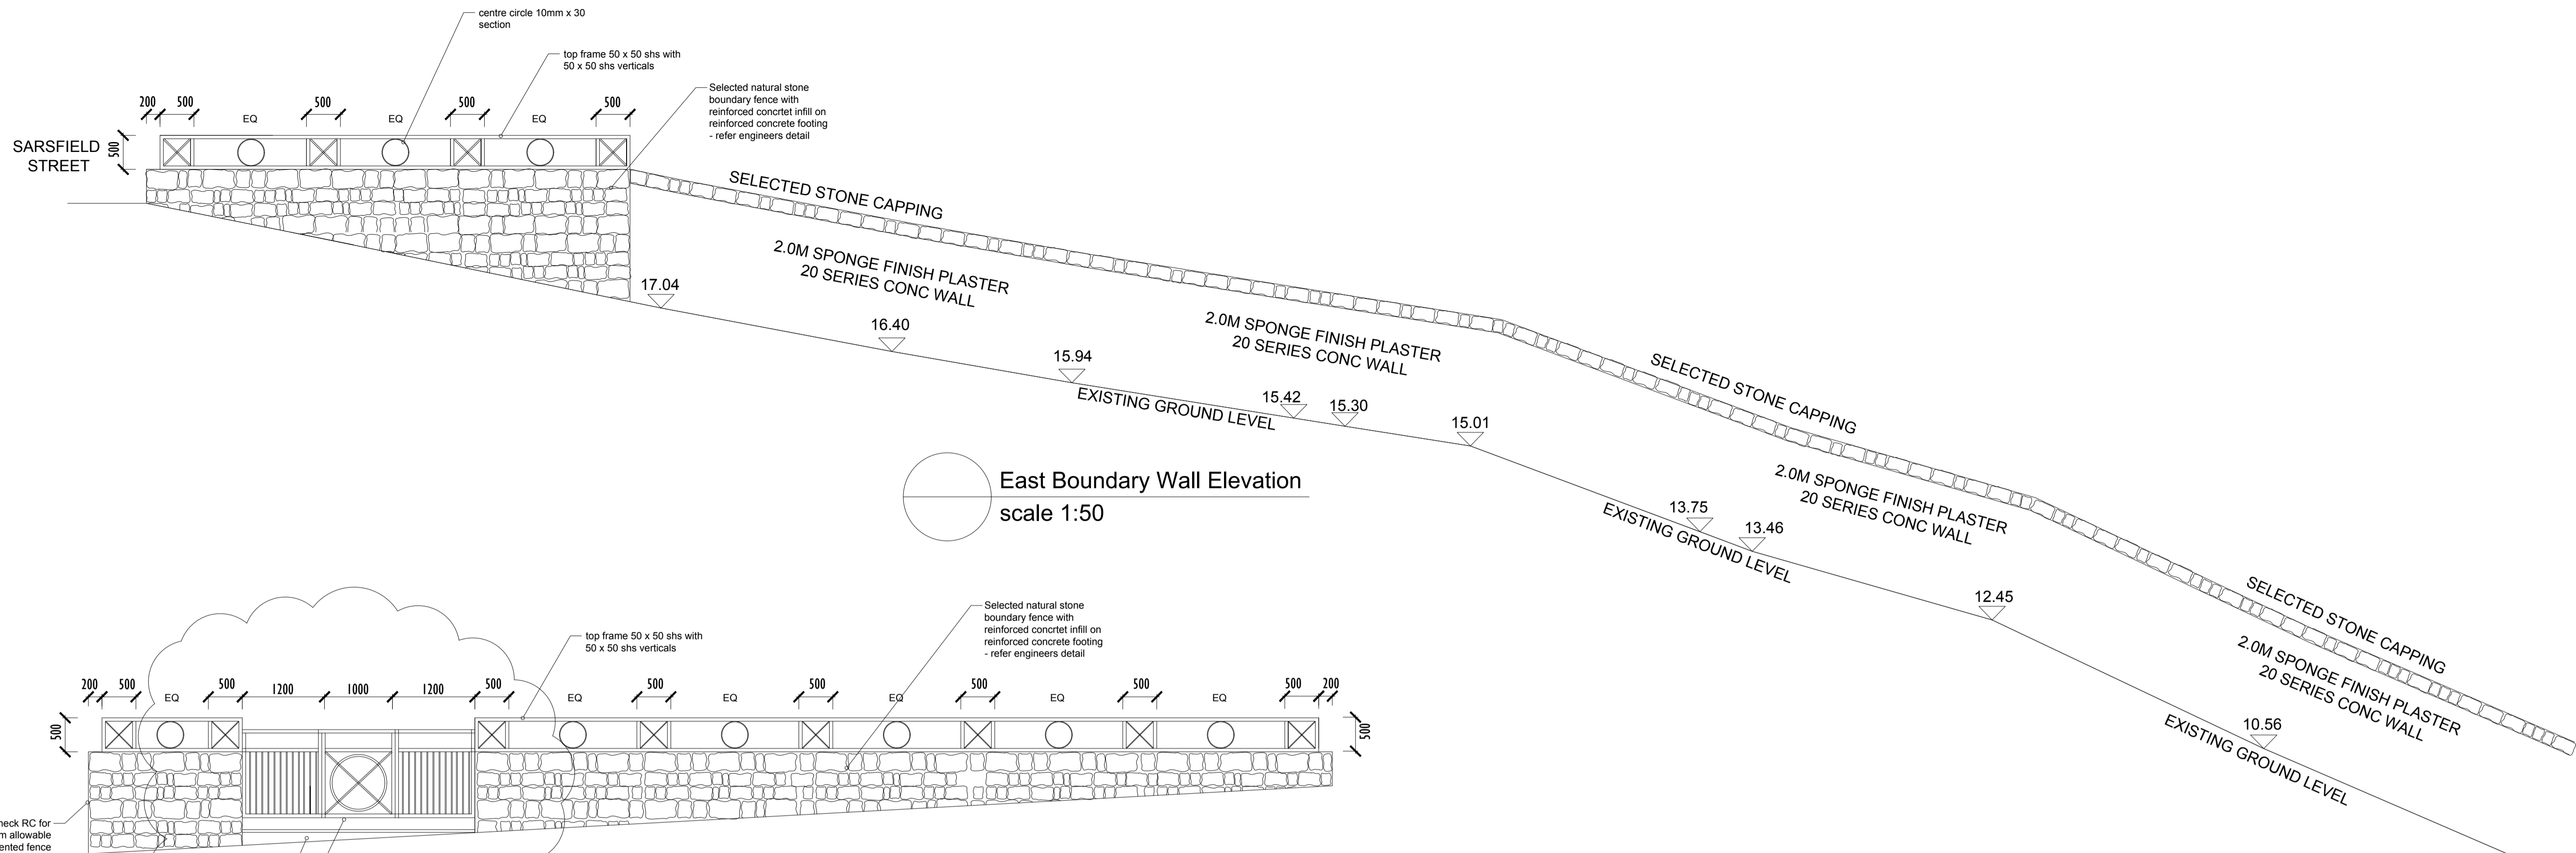 centre circle 10mm x 30
section
top frame 50 x 50 shs with
50 x 50 shs verticals
Selected natural stone
boundary fence with
reinforced concrtet infill on
reinforced concrete footing
- refer engineers detail
200 500 500 500 500
EQ EQ EQ
SARSFIELD
STREET
500
SELECTED STONE CAPPING
2.0M SPONGE FINISH PLASTER
20 SERIES CONC WALL
17.04
16.40
15.94
EXISTING GROUND LEVEL
2.0M SPONGE FINISH PLASTER
20 SERIES CONC WALL
15.42
15.30
15.01
SELECTED STONE CAPPING
2.0M SPONGE FINISH PLASTER
20 SERIES CONC WALL
13.75
13.46
EXISTING GROUND LEVEL
12.45
SELECTED STONE CAPPING
2.0M SPONGE FINISH PLASTER
20 SERIES CONC WALL
10.56
EXISTING GROUND LEVEL
East Boundary Wall Elevation
scale 1:50
top frame 50 x 50 shs with
50 x 50 shs verticals
Selected natural stone
boundary fence with
reinforced concrtet infill on
reinforced concrete footing
- refer engineers detail
200 500 EQ 500 1200 1000 1200 500 EQ 500 EQ 500 EQ 500 EQ 500 EQ 500 200
500
500
RC for
allowable
fence